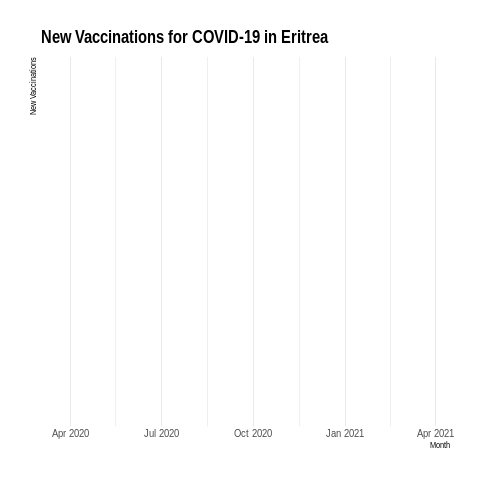 New Vaccinations for COVID-19 in Eritrea
New Vaccinations
Apr 2020 Jul 2020 Oct 2020 Jan 2021 Apr 2021
Month